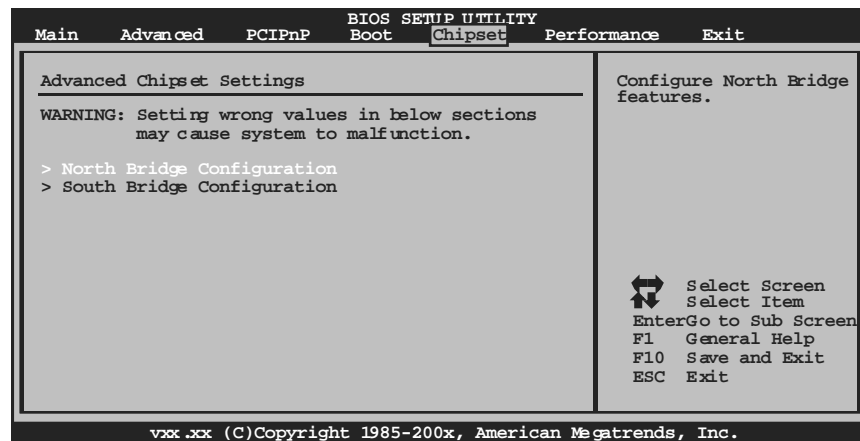 BIOS SETUP UTILITY
Main Advanced PCIPnP Boot Chipset Performance Exit
Advanced Chipset Settings
WARNING: Setting wrong values in below sections
may cause system to malfunction.
> North Bridge Configuration
> South Bridge Configuration
Configure North Bridge
features.
Select Screen
Select Item
EnterGo to Sub Screen
F1 General Help
F10 Save and Exit
ESC Exit
vxx.xx (C)Copyright 1985-200x, American Megatrends, Inc.